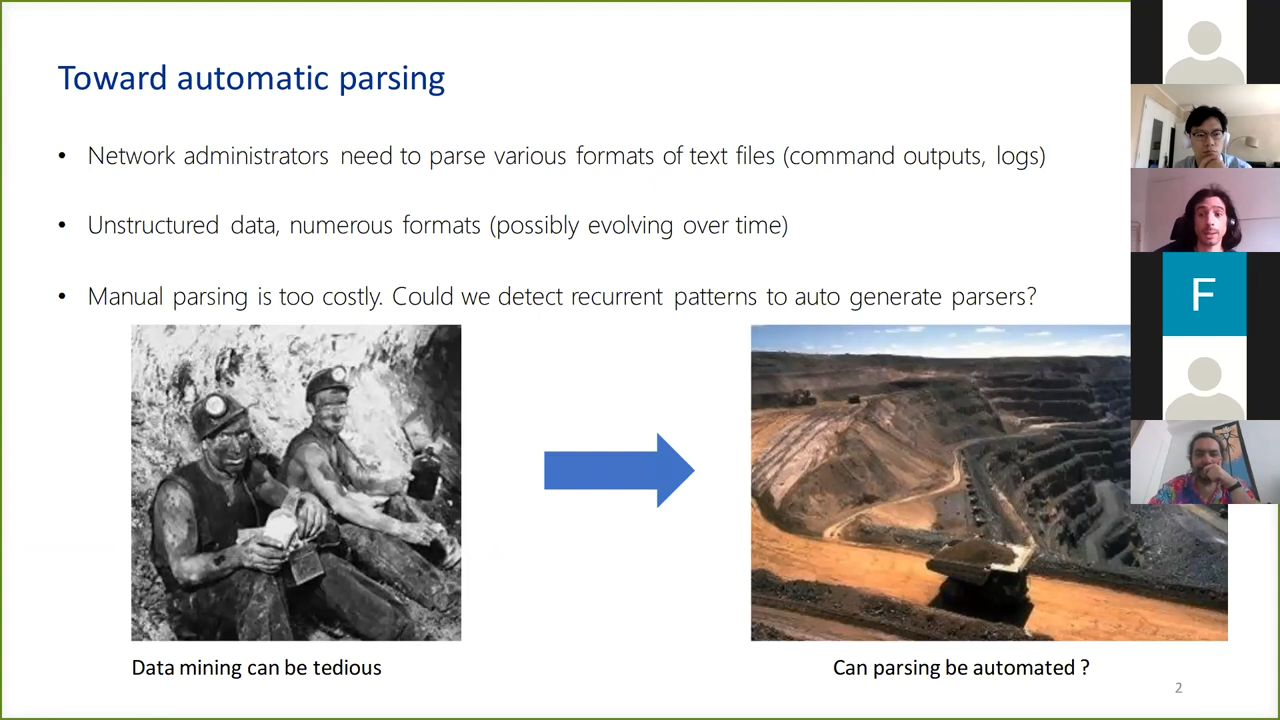 Toward automatic parsing
• Network administrators need to parse various formats of text files (command outputs, logs)
• Unstructured data, numerous formats (possibly evolving over time)
• Manual parsing is too costly. Could we detect recurrent patterns to auto generate parsers?
F
Data mining can be tedious
Can parsing be automated ?
2